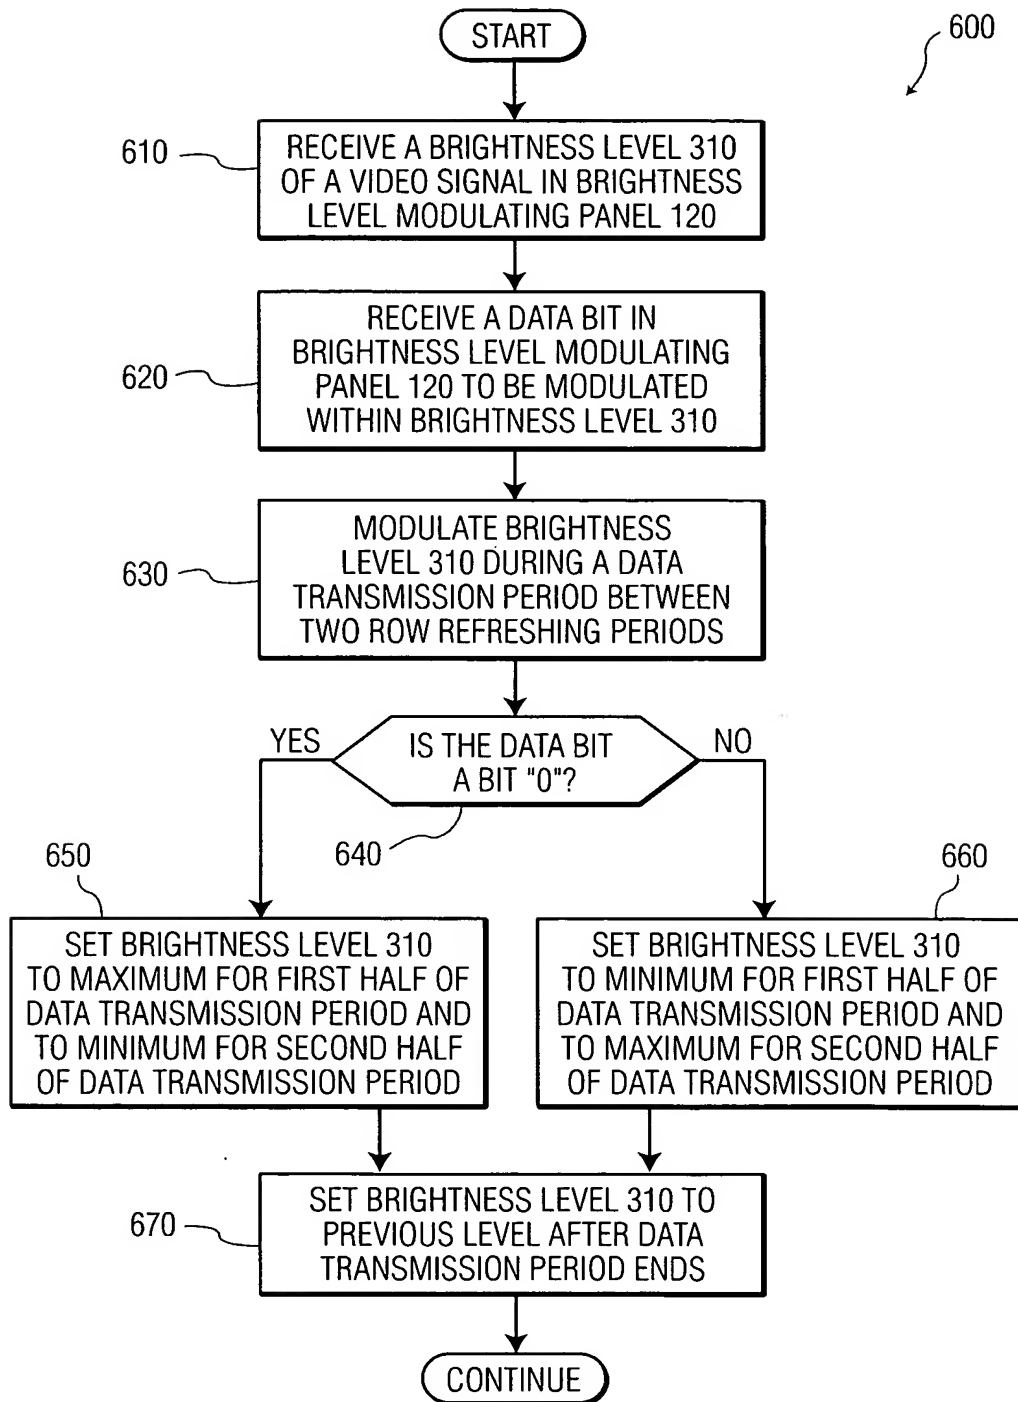 START
600
610
RECEIVE A BRIGHTNESS LEVEL 310
OF A VIDEO SIGNAL IN BRIGHTNESS
LEVEL MODULATING PANEL 120
620
RECEIVE A DATA BIT IN
BRIGHTNESS LEVEL MODULATING
PANEL 120 TO BE MODULATED
WITHIN BRIGHTNESS LEVEL 310
630
MODULATE BRIGHTNESS
LEVEL 310 DURING A DATA
TRANSMISSION PERIOD BETWEEN
TWO ROW REFRESHING PERIODS
YES
IS THE DATA BIT
A BIT "0"?
NO
640
650
SET BRIGHTNESS LEVEL 310
TO MAXIMUM FOR FIRST HALF OF
DATA TRANSMISSION PERIOD AND
TO MINIMUM FOR SECOND HALF
OF DATA TRANSMISSION PERIOD
660
SET BRIGHTNESS LEVEL 310
TO MINIMUM FOR FIRST HALF OF
DATA TRANSMISSION PERIOD AND
TO MAXIMUM FOR SECOND HALF
OF DATA TRANSMISSION PERIOD
670
SET BRIGHTNESS LEVEL 310 TO
PREVIOUS LEVEL AFTER DATA
TRANSMISSION PERIOD ENDS
CONTINUE